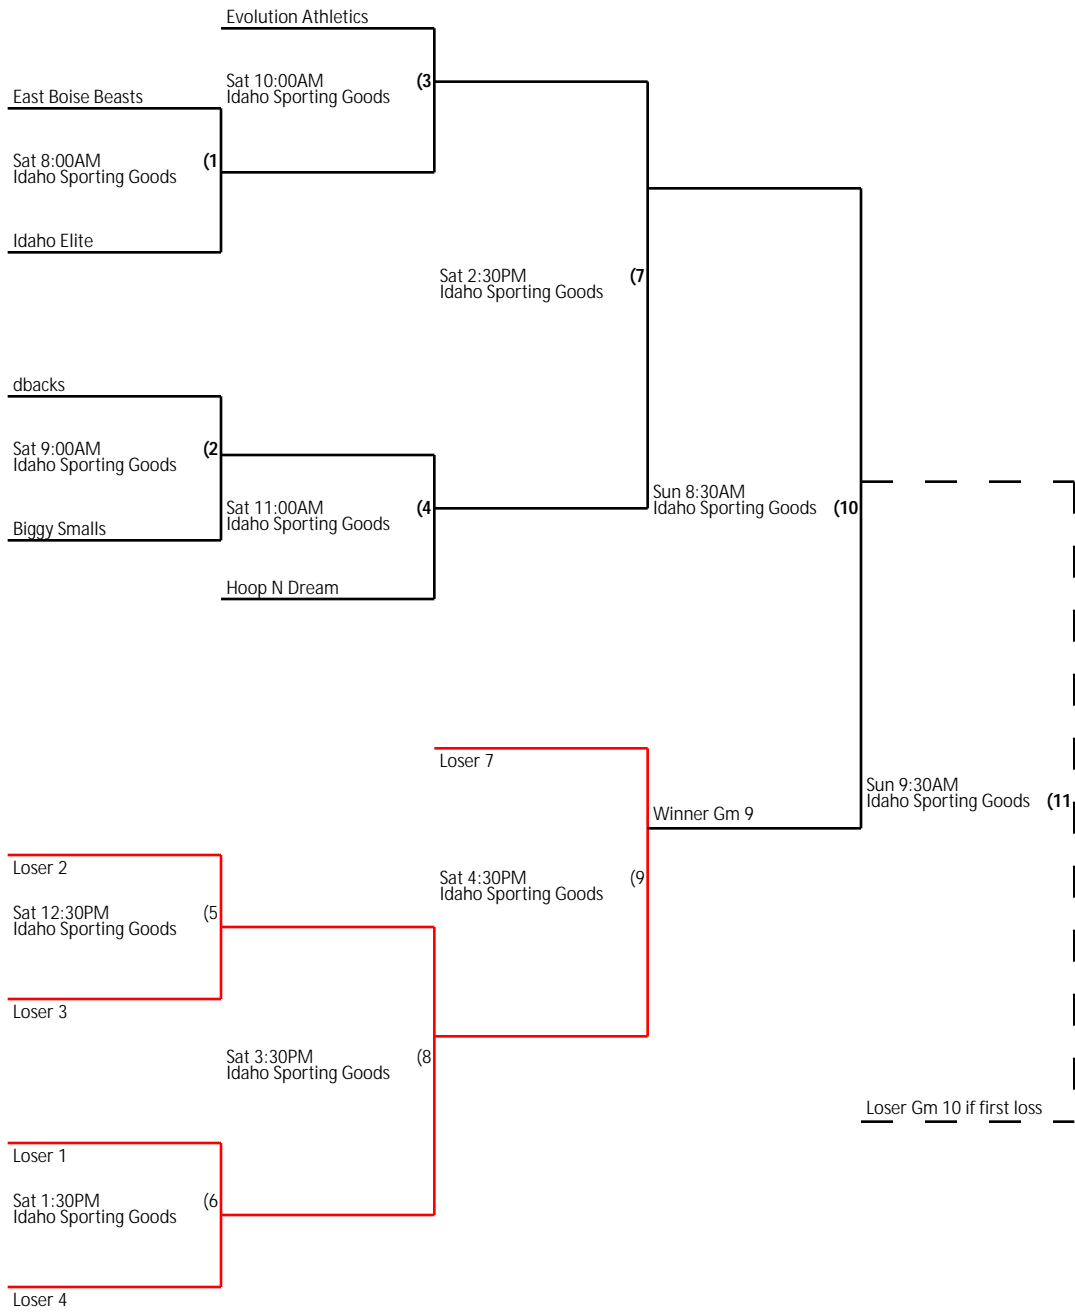 Evolution Athletics
Sat 10:00AM (3
Idaho Sporting Goods
East Boise Beasts
Sat 8:00AM (1
Idaho Sporting Goods
Idaho Elite
Sat 2:30PM (7
Idaho Sporting Goods
dbacks
Sat 9:00AM (2
Idaho Sporting Goods
Biggy Smalls
Sat 11:00AM (4
Idaho Sporting Goods
Hoop N Dream
Sun 8:30AM
Idaho Sporting Goods (10
Loser 7
Winner Gm 9
Sun 9:30AM
Idaho Sporting Goods (11
Loser 2
Sat 12:30PM (5
Idaho Sporting Goods
Loser 3
Sat 4:30PM (9
Idaho Sporting Goods
Sat 3:30PM (8
Idaho Sporting Goods
Loser Gm 10 if first loss
Loser 1
Sat 1:30PM (6
Idaho Sporting Goods
Loser 4